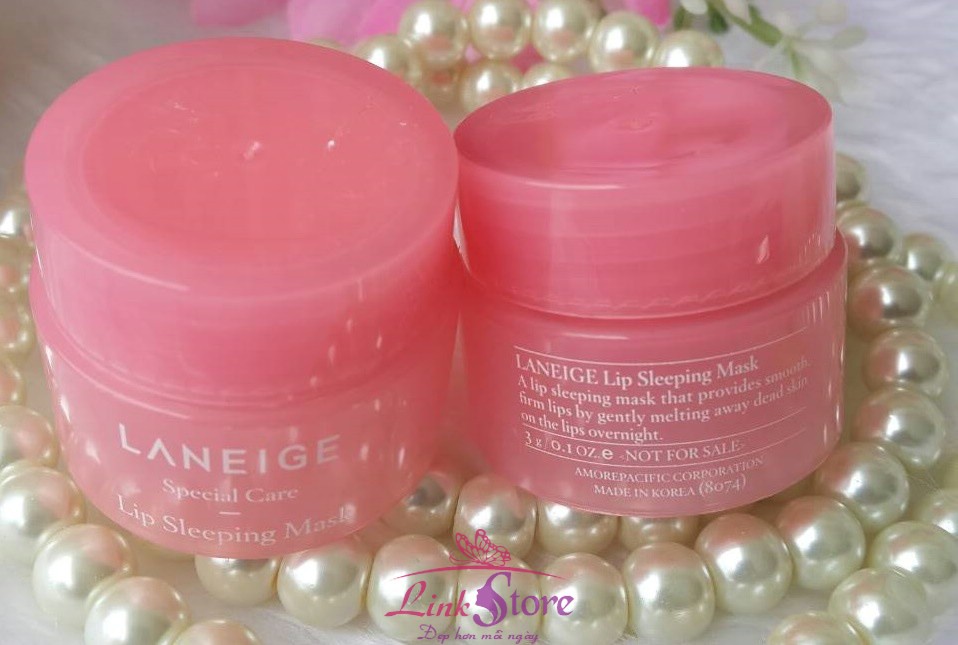 LANEIGE
Special Care
Lip Sleeping Mask
LANEIGE Lip Sleeping Mask
A lip sleeping mask that provides smooth,
firm lips by gently melting away dead skin
on the lips overnight.
3 g / 0.1 OZ. e <NOT FOR SALE>
AMOREPACIFIC CORPORATION
MADE IN KOREA (8074)
Link Store
Đẹp hơn mỗi ngày